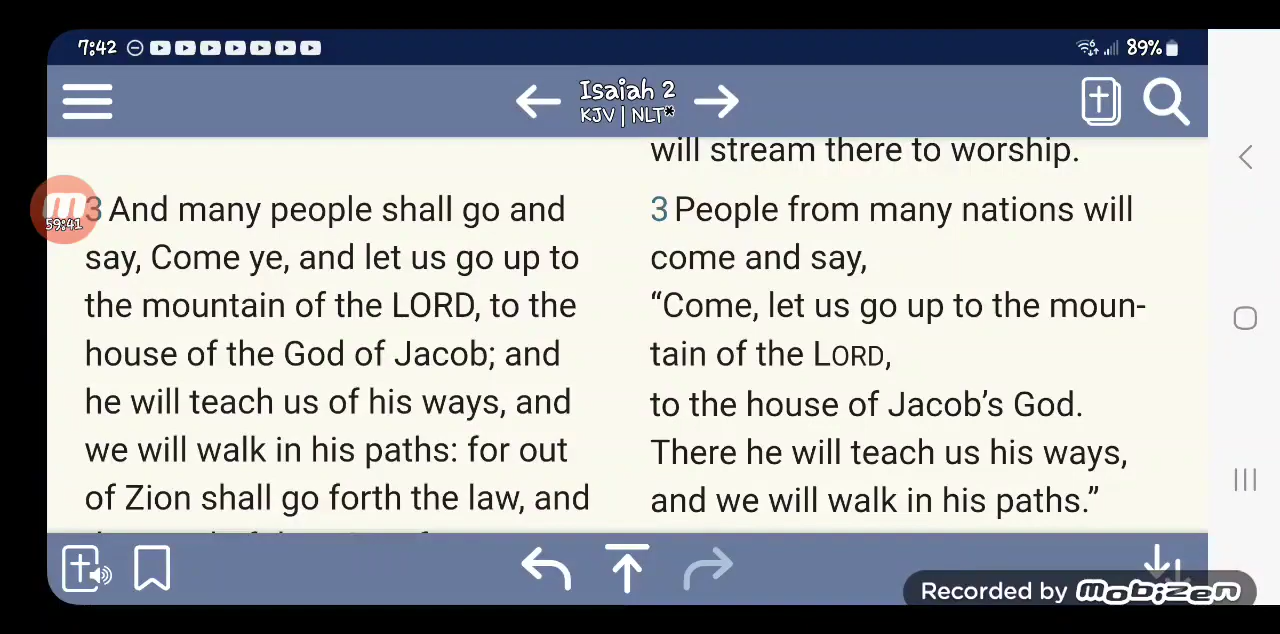 7:42 89%
Isaiah 2
KJV | NLT*
59:41
3 And many people shall go and
say, Come ye, and let us go up to
the mountain of the LORD, to the
house of the God of Jacob; and
he will teach us of his ways, and
we will walk in his paths: for out
of Zion shall go forth the law, and
will stream there to worship.
3 People from many nations will
come and say,
“Come, let us go up to the moun-
tain of the LORD,
to the house of Jacob’s God.
There he will teach us his ways,
and we will walk in his paths.”
Recorded by mobizen